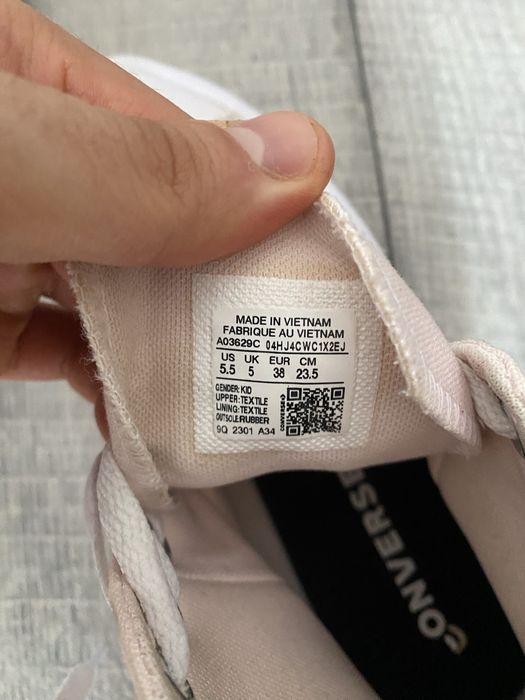 MADE IN VIETNAM
FABRIQUE AU VIETNAM
A03629C 04HJ4CWC1X2EJ
US UK EUR CM
5.5 5 38 23.5
GENDER: KID
UPPER: TEXTILE
LINING: TEXTILE
OUTSOLE:RUBBER
9Q 2301 A34
CONVERSE
CONVERSE